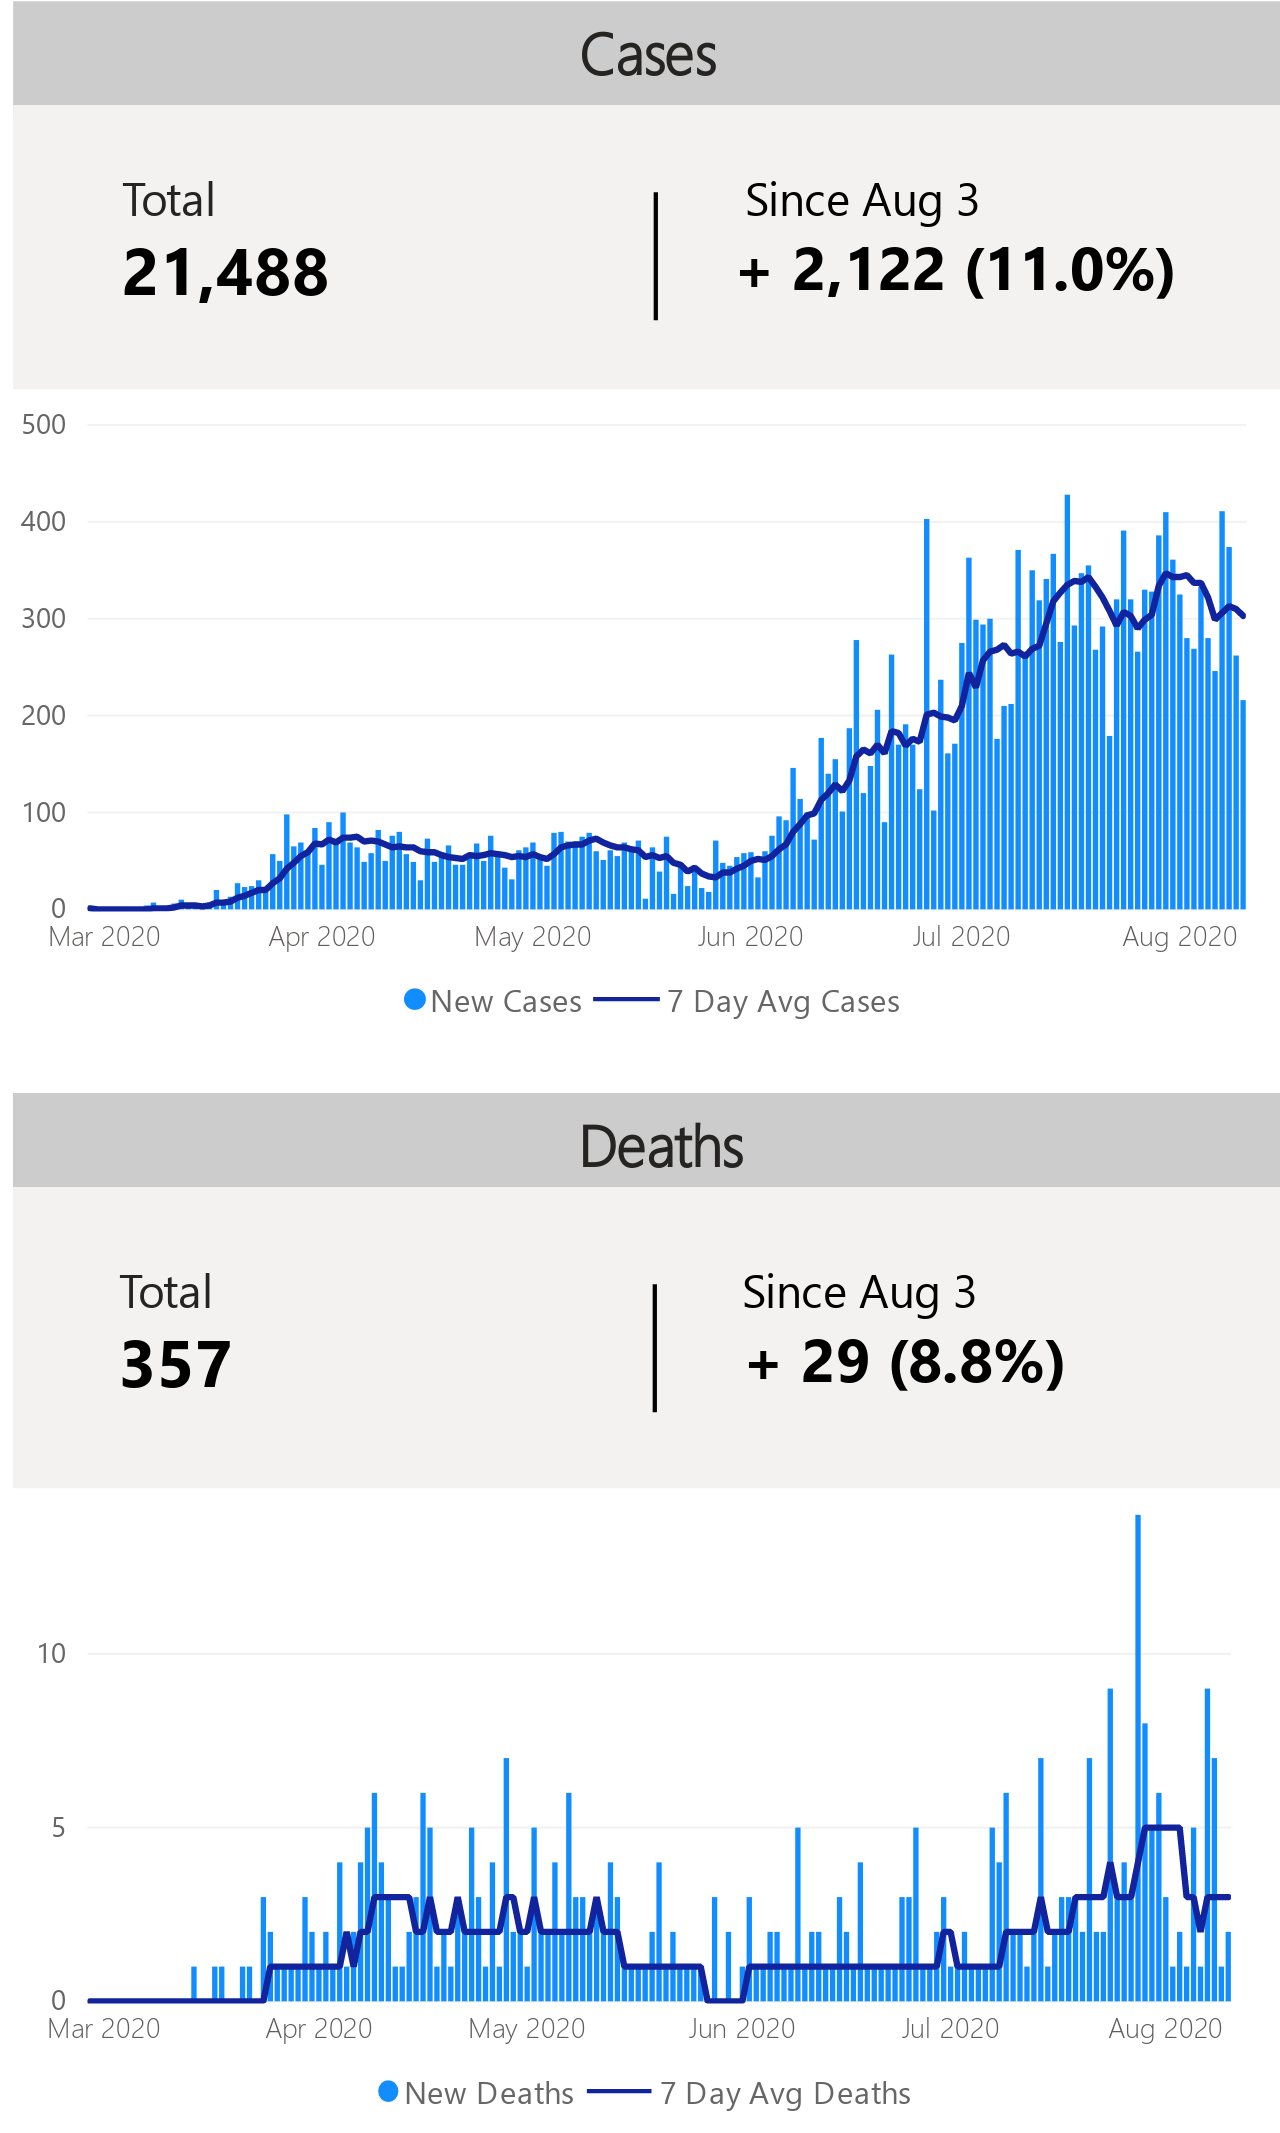 Cases
Total
Since Aug 3
21,488
+ 2,122 (11.0%)
500
400
300
200
100
0
Mar 2020 Apr 2020 May 2020 Jun 2020 Jul 2020 Aug 2020
New Cases 7 Day Avg Cases
Deaths
Total
Since Aug 3
357
+ 29 (8.8%)
10
5
0
Mar 2020 Apr 2020 May 2020 Jun 2020 Jul 2020 Aug 2020
New Deaths 7 Day Avg Deaths